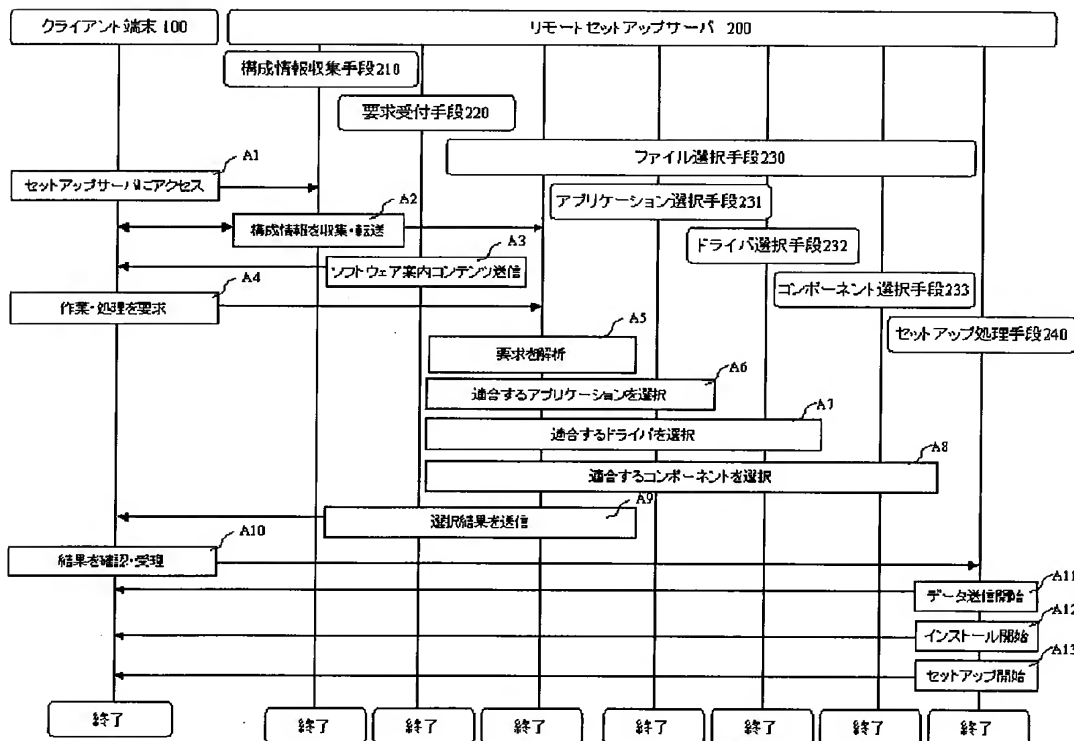 クライアント端末 100
リモートセットアップサーバ 200
構成情報収集手段210
要求受付手段220
ファイル選択手段230
A1
セットアップサーバにアクセス
アプリケーション選択手段231
A2
構成情報を収集・転送
A3
ドライバ選択手段232
ソフトウェア案内コンテンツ送信
A4
コンポーネント選択手段233
作業・処理を要求
A5
セットアップ処理手段240
要求を解析
A6
適合するアプリケーションを選択
A7
適合するドライバを選択
A8
適合するコンポーネントを選択
A9
選択結果を送信
A10
結果を確認・受理
A11
データ送信開始
A12
インストール開始
A13
セットアップ開始
終了
終了
終了
終了
終了
終了
終了
終了